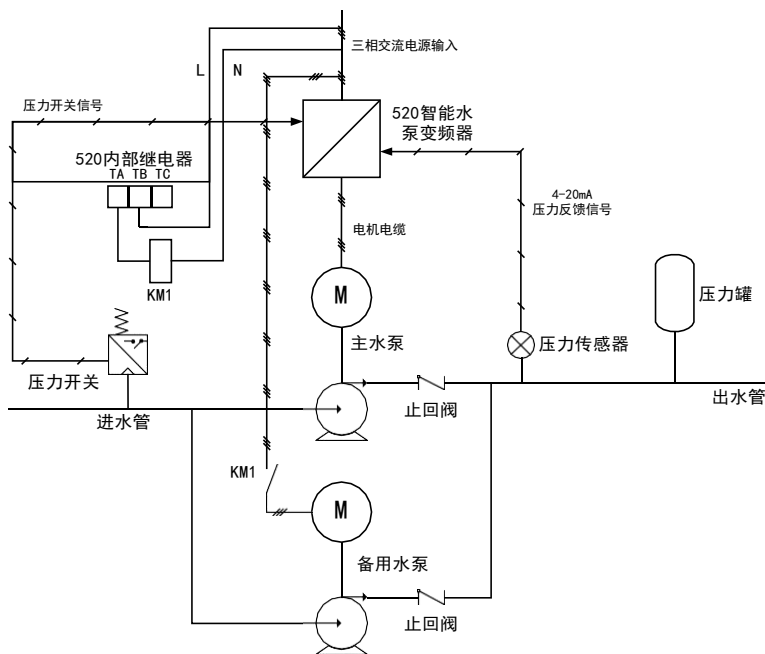 三相交流电源输入
L N
压力开关信号
520智能水
泵变频器
520内部继电器
TA TB TC
4-20mA
压力反馈信号
电机电缆
KM1
M
压力罐
主水泵
压力传感器
压力开关
出水管
进水管
止回阀
KM1
M
备用水泵
止回阀